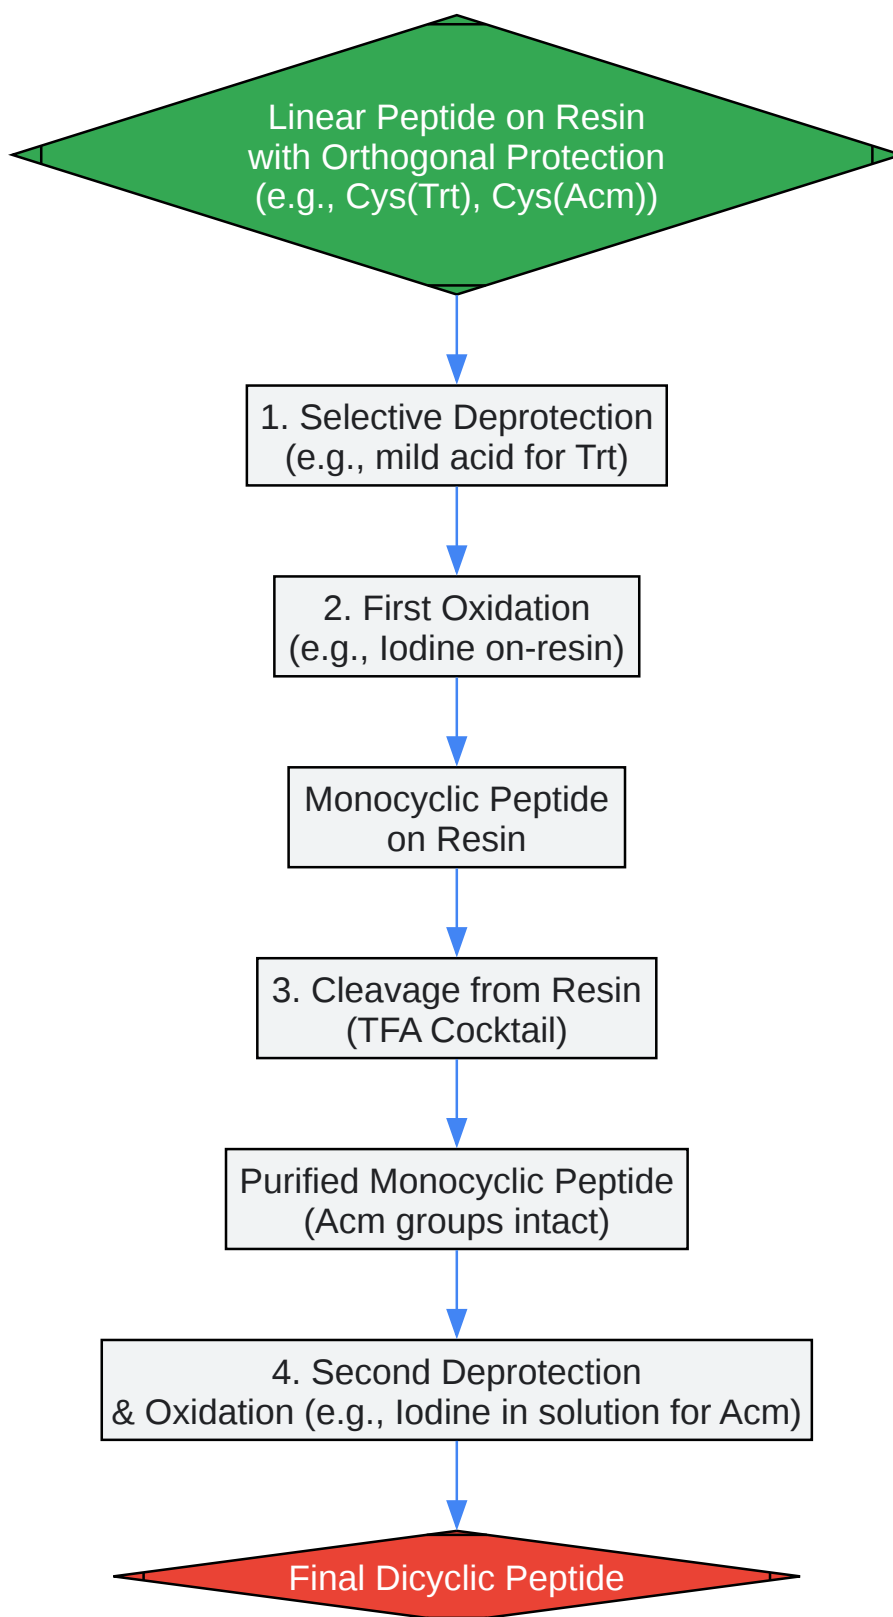 Linear Peptide on Resin
with Orthogonal Protection
(e.g., Cys(Trt), Cys(Acm))
1. Selective Deprotection
(e.g., mild acid for Trt)
2. First Oxidation
(e.g., Iodine on-resin)
Monocyclic Peptide
on Resin
3. Cleavage from Resin
(TFA Cocktail)
Purified Monocyclic Peptide
(Acm groups intact)
4. Second Deprotection
& Oxidation (e.g., Iodine in solution for Acm)
Final Dicyclic Peptide